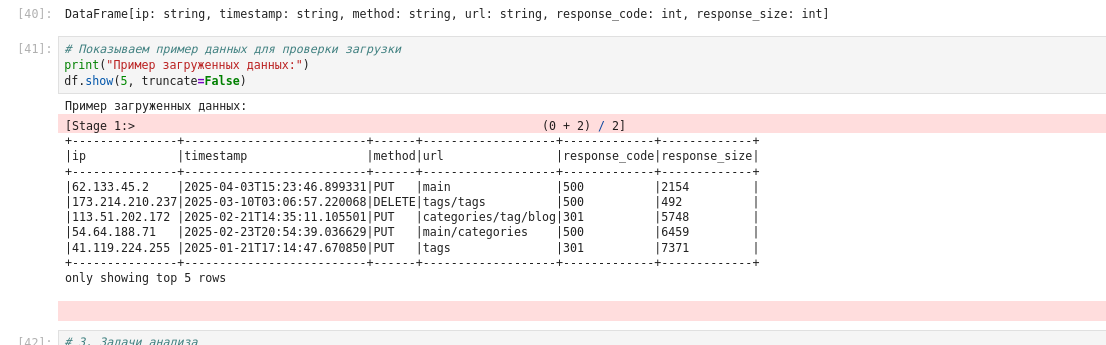 [40]: DataFrame[ip: string, timestamp: string, method: string, url: string, response_code: int, response_size: int]
[41]: # Показываем пример данных для проверки загрузки
print("Пример загруженных данных:")
df.show(5, truncate=False)
Пример загруженных данных:
[Stage 1:>                                                          (0 + 2) / 2]
+---------------+--------------------------+------+-------------------+-------------+-------------+
|ip             |timestamp                 |method|url                |response_code|response_size|
+---------------+--------------------------+------+-------------------+-------------+-------------+
|62.133.45.2    |2025-04-03T15:23:46.899331|PUT   |main               |500          |2154         |
|173.214.210.237|2025-03-10T03:06:57.220068|DELETE|tags/tags          |500          |492          |
|113.51.202.172 |2025-02-21T14:35:11.105501|PUT   |categories/tag/blog|301          |5748         |
|54.64.188.71   |2025-02-23T20:54:39.036629|PUT   |main/categories    |500          |6459         |
|41.119.224.255 |2025-01-21T17:14:47.670850|PUT   |tags               |301          |7371         |
+---------------+--------------------------+------+-------------------+-------------+-------------+
only showing top 5 rows
[42]: # 3. Задачи анализа